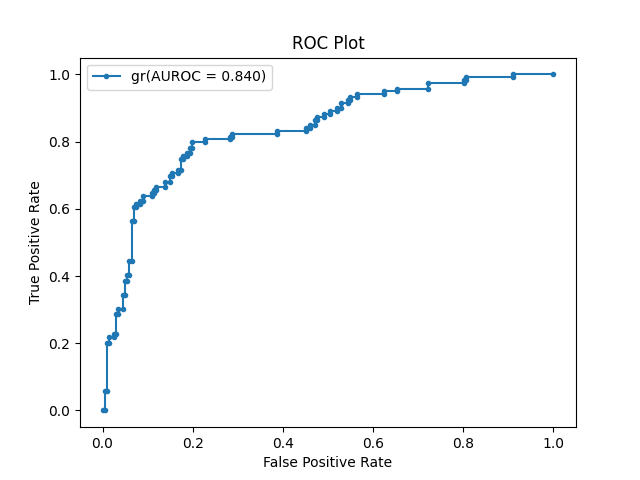 ROC Plot
gr(AUROC = 0.840)
1.0
0.8
0.6
0.4
0.2
0.0
True Positive Rate
0.0 0.2 0.4 0.6 0.8 1.0
False Positive Rate